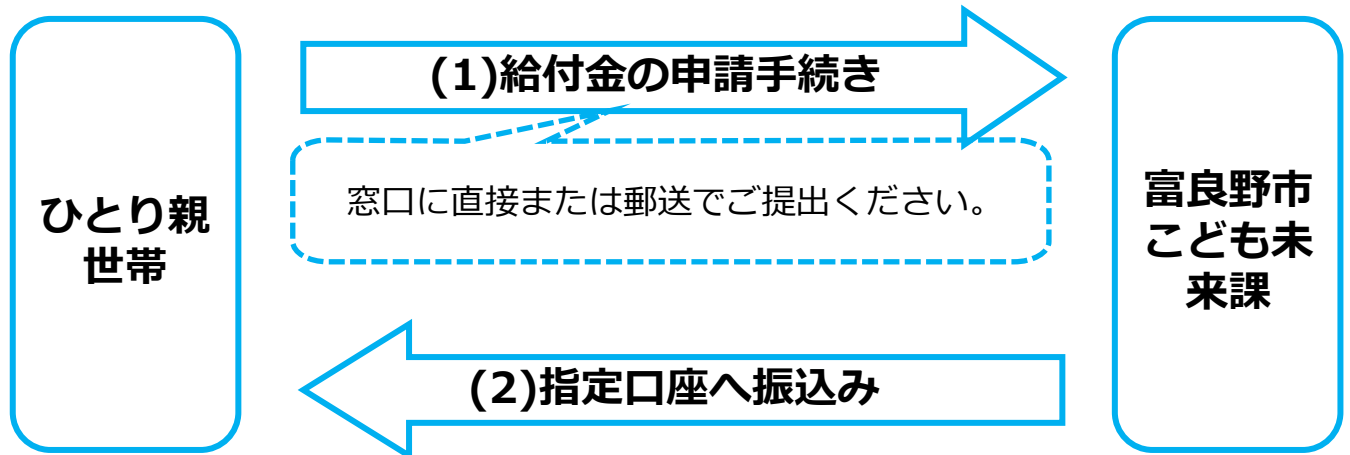 (1)給付金の申請手続き
窓口に直接または郵送でご提出ください。
ひとり親
世帯
富良野市
こども未
来課
(2)指定口座へ振込み